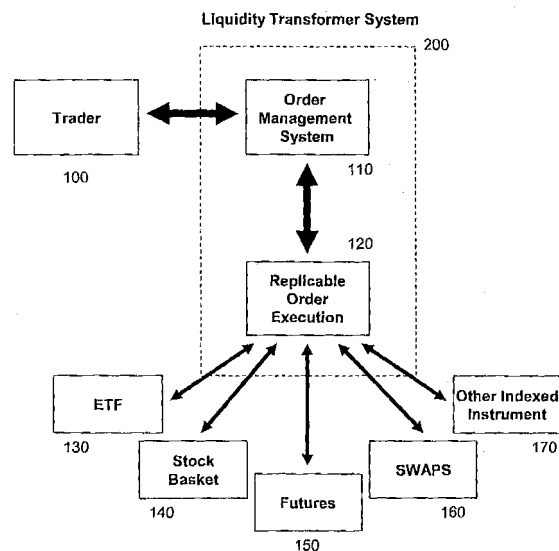 Liquidity Transformer System
200
Trader
Order
Management
System
100
110
120
Replicable
Order
Execution
ETF
Other Indexed
Instrument
130
Stock
Basket
SWAPS
170
Futures
140
160
150